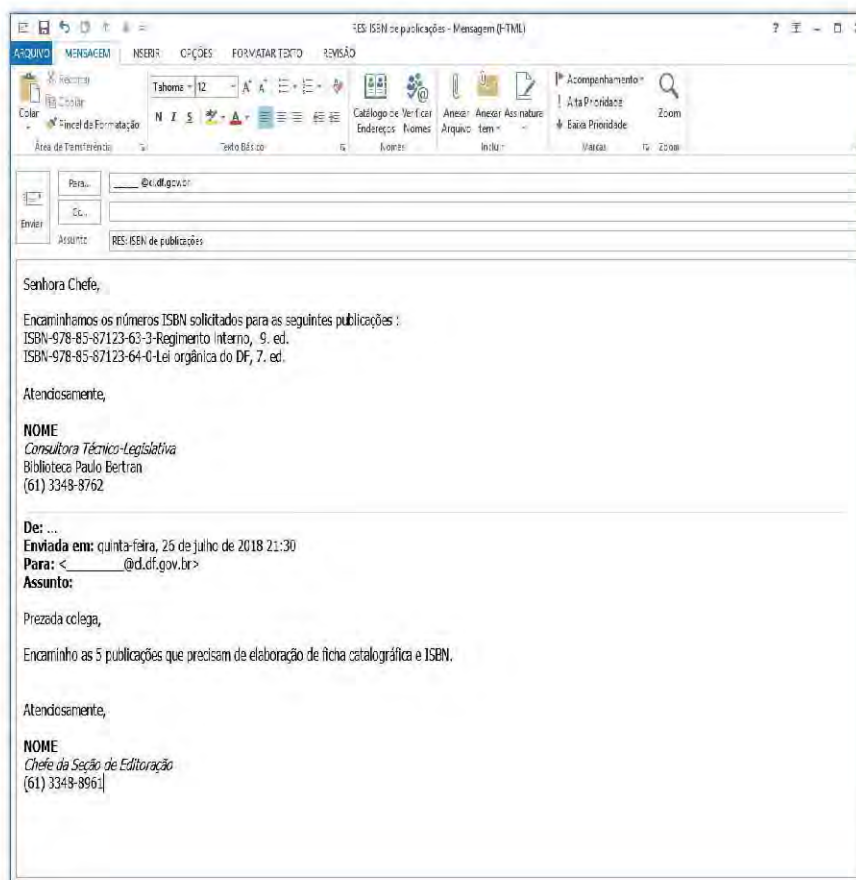 RES: ISBN de publicações - Mensagem (HTML)
ARQUIVO MENSAGEM INSERIR OPÇÕES FORMATAR TEXTO REVISÃO
Recortar
Copiar
Colar
Pincel de Formatação
Área de Transferência
Tahoma 12
N I S
Texto Básico
Catálogo de Endereços
Verificar Nomes
Nomes
Anexar Arquivo
Anexar Item
Assinatura
Incluir
Acompanhamento
Alta Prioridade
Baixa Prioridade
Marcas
Zoom
Zoom
Enviar
Para... _____ @cl.df.gov.br
Cc...
Assunto RES: ISBN de publicações
Senhora Chefe,
Encaminhamos os números ISBN solicitados para as seguintes publicações :
ISBN-978-85-87123-63-3-Regimento Interno, 9. ed.
ISBN-978-85-87123-64-0-Lei orgânica do DF, 7. ed.
Atenciosamente,
NOME
Consultora Técnico-Legislativa
Biblioteca Paulo Bertran
(61) 3348-8762
De: ...
Enviada em: quinta-feira, 26 de julho de 2018 21:30
Para: <________@cl.df.gov.br>
Assunto:
Prezada colega,
Encaminho as 5 publicações que precisam de elaboração de ficha catalográfica e ISBN.
Atenciosamente,
NOME
Chefe da Seção de Editoração
(61) 3348-8961